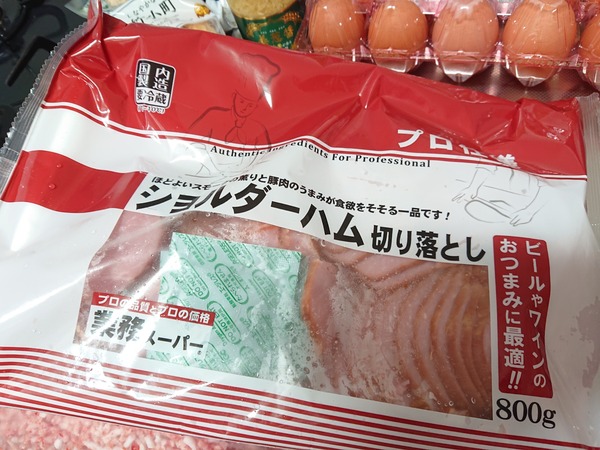 国内
製造
要冷蔵
プロ仕様
Authentic Ingredients For Professional
ほどよいスモークの薫りと豚肉のうまみが食欲をそそる一品です！
ショルダーハム 切り落とし
ビールやワインの
おつまみに最適!!
プロの品質とプロの価格
業務スーパー
800g